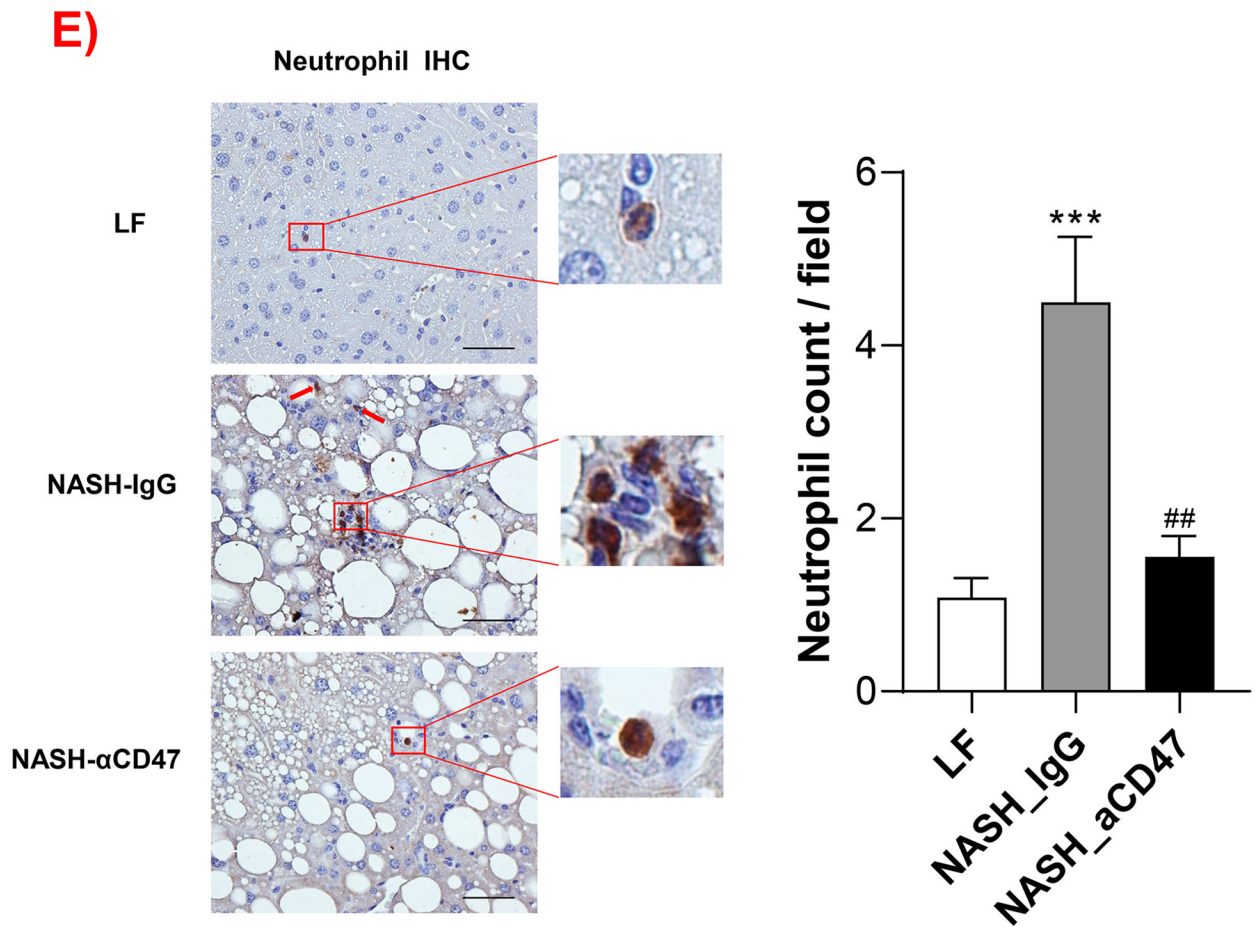 E)
Neutrophil IHC
LF
NASH-IgG
NASH-αCD47
Neutrophil count / field
6
4
2
0
***
##
LF
NASH_IgG
NASH_aCD47